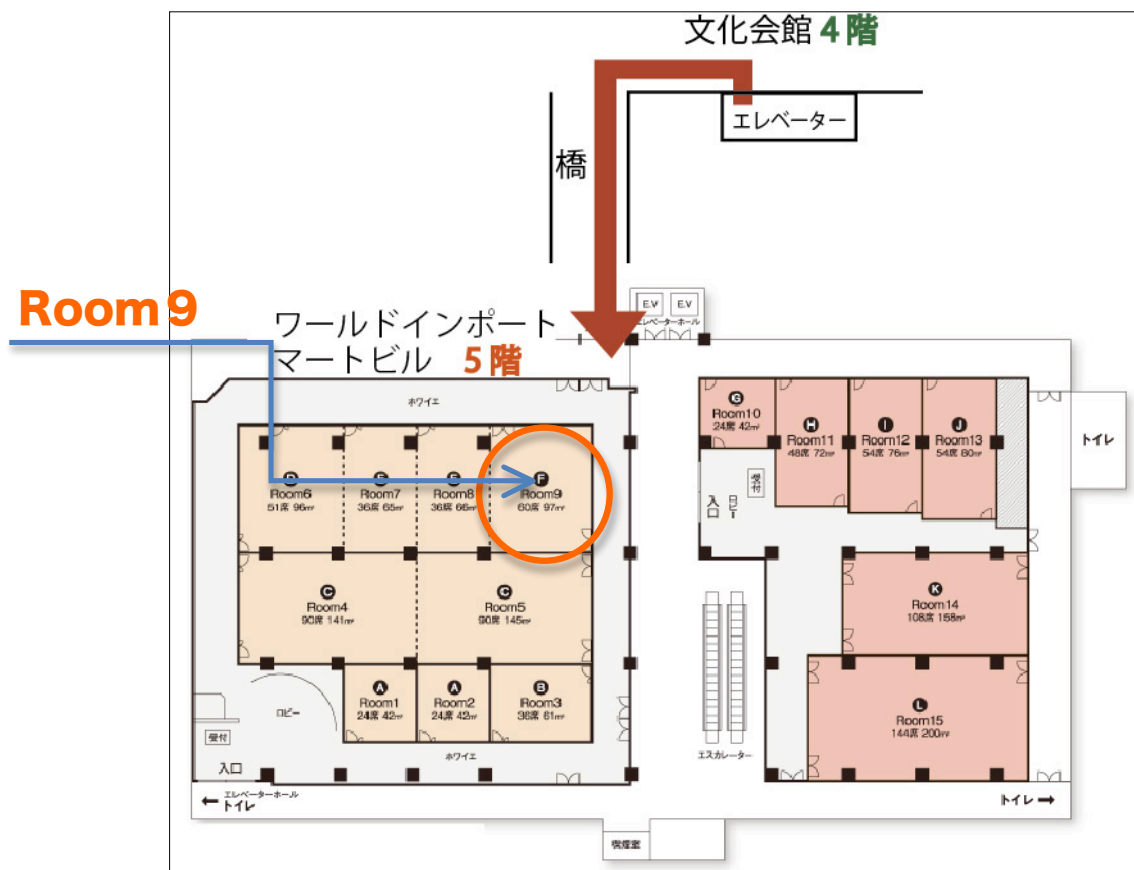 文化会館 4階
エレベーター
橋
Room 9
ワールドインポート
マートビル 5階
E.V E.V
エレベーターホール
ホワイエ
D
Room6
51席 96㎡
E
Room7
36席 65㎡
E
Room8
36席 66㎡
F
Room9
60席 97㎡
G
Room10
24席 42㎡
H
Room11
48席 72㎡
I
Room12
54席 76㎡
J
Room13
54席 80㎡
トイレ
入口
ロビー
受付
C
Room4
90席 141㎡
C
Room5
90席 145㎡
K
Room14
108席 158㎡
A
Room1
24席 42㎡
A
Room2
24席 42㎡
B
Room3
36席 61㎡
L
Room15
144席 200㎡
ロビー
受付
入口
ホワイエ
エスカレーター
← エレベーターホール
トイレ
トイレ →
喫煙室